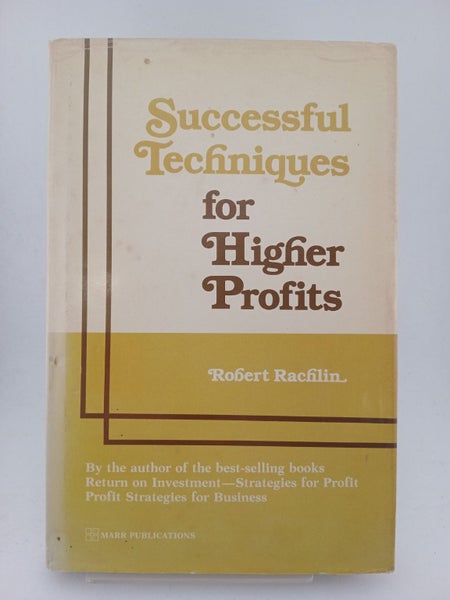 Successful
Techniques
for
Higher
Profits
Robert Rachlin
By the author of the best-selling books
Return on Investment—Strategies for Profit
Profit Strategies for Business
MARR PUBLICATIONS